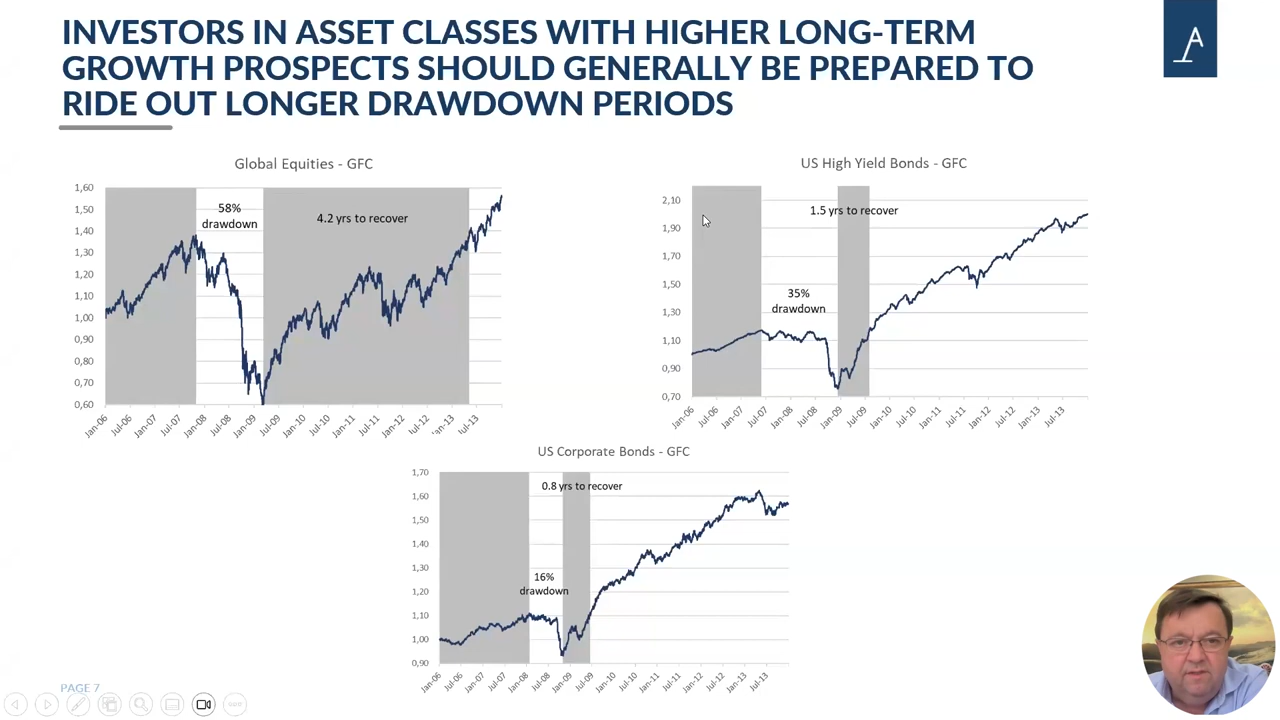 INVESTORS IN ASSET CLASSES WITH HIGHER LONG-TERM
GROWTH PROSPECTS SHOULD GENERALLY BE PREPARED TO
RIDE OUT LONGER DRAWDOWN PERIODS
A
Global Equities - GFC
1,60
1,50
1,40
1,30
1,20
1,10
1,00
0,90
0,80
0,70
0,60
58%
drawdown
4.2 yrs to recover
Jan-06
Jul-06
Jan-07
Jul-07
Jan-08
Jul-08
Jan-09
Jul-09
Jan-10
Jul-10
Jan-11
Jul-11
Jan-12
Jul-12
Jan-13
Jul-13
US High Yield Bonds - GFC
2,10
1,90
1,70
1,50
1,30
1,10
0,90
0,70
1.5 yrs to recover
35%
drawdown
Jan-06
Jul-06
Jan-07
Jul-07
Jan-08
Jul-08
Jan-09
Jul-09
Jan-10
Jul-10
Jan-11
Jul-11
Jan-12
Jul-12
Jan-13
Jul-13
US Corporate Bonds - GFC
1,70
1,60
1,50
1,40
1,30
1,20
1,10
1,00
0,90
0.8 yrs to recover
16%
drawdown
Jan-06
Jul-06
Jan-07
Jul-07
Jan-08
Jul-08
Jan-09
Jul-09
Jan-10
Jul-10
Jan-11
Jul-11
Jan-12
Jul-12
Jan-13
Jul-13
PAGE 7